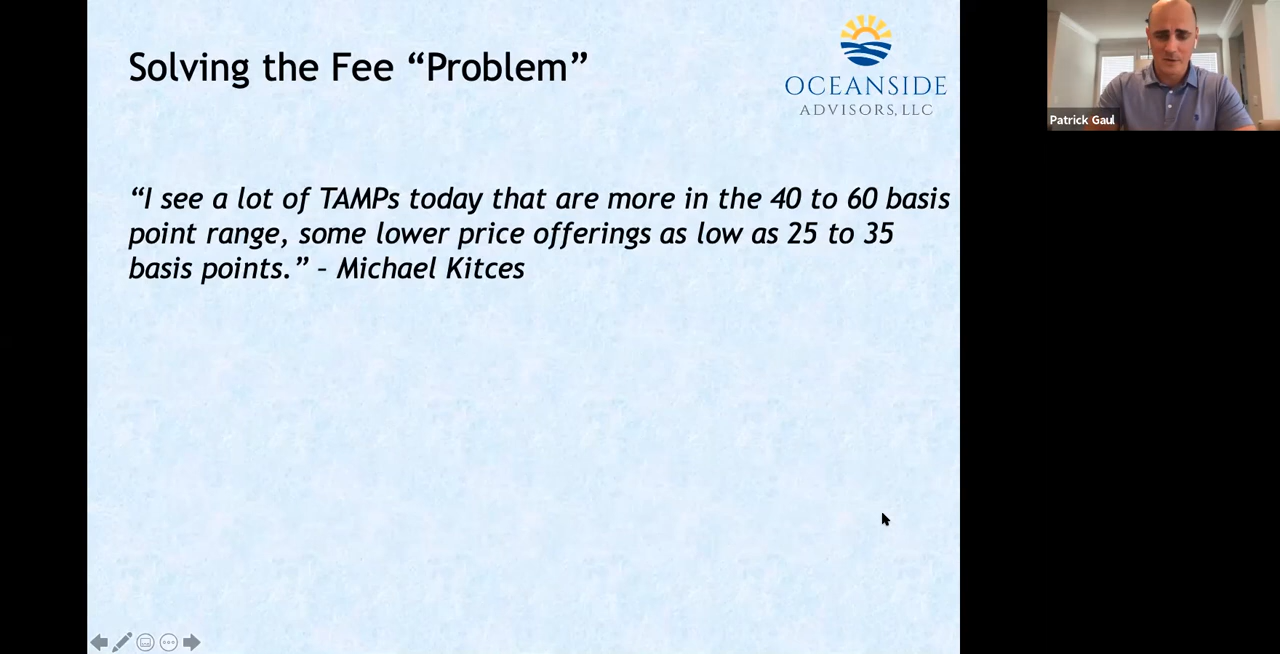 Solving the Fee “Problem”
OCEANSIDE
ADVISORS, LLC
“I see a lot of TAMPs today that are more in the 40 to 60 basis
point range, some lower price offerings as low as 25 to 35
basis points.” – Michael Kitces
Patrick Gaul